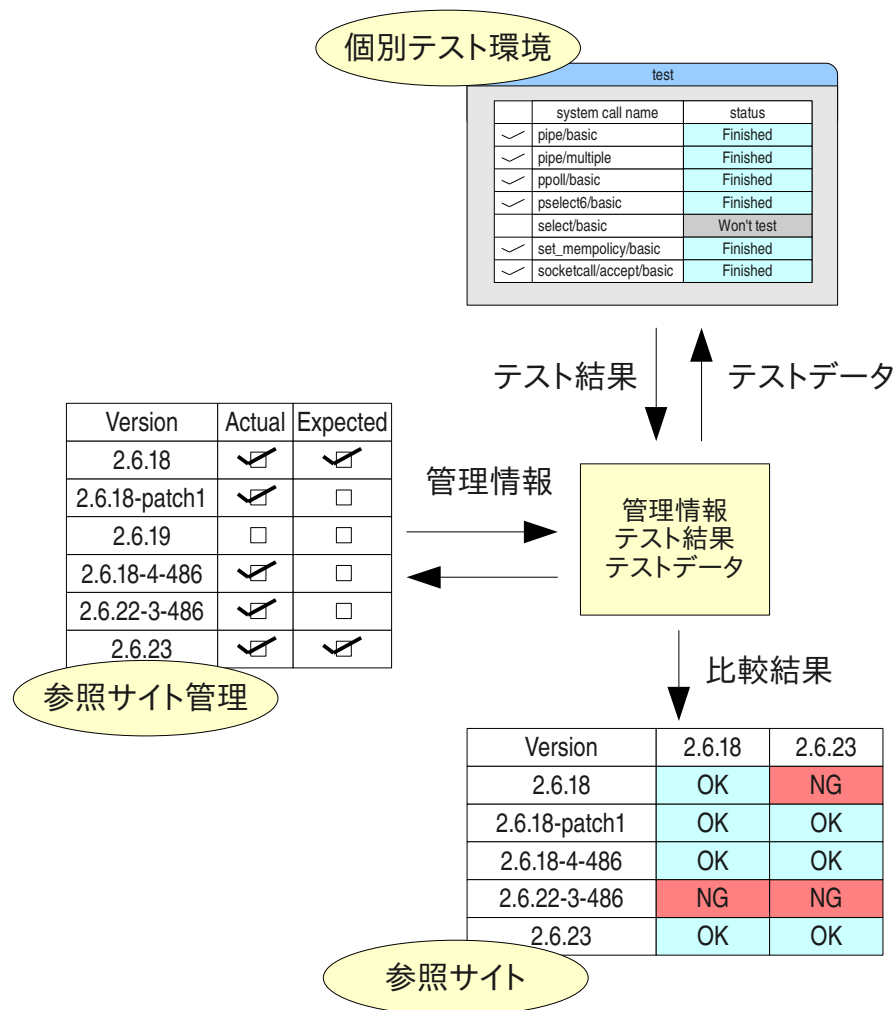 個別テスト環境
test
system call name status
pipe/basic Finished
pipe/multiple Finished
ppoll/basic Finished
pselect6/basic Finished
select/basic Won't test
set_mempolicy/basic Finished
socketcall/accept/basic Finished
テスト結果 テストデータ
Version Actual Expected
2.6.18
2.6.18-patch1
2.6.19
2.6.18-4-486
2.6.22-3-486
2.6.23
参照サイト管理
管理情報
管理情報
テスト結果
テストデータ
比較結果
Version 2.6.18 2.6.23
2.6.18 OK NG
2.6.18-patch1 OK OK
2.6.18-4-486 OK OK
2.6.22-3-486 NG NG
2.6.23 OK OK
参照サイト